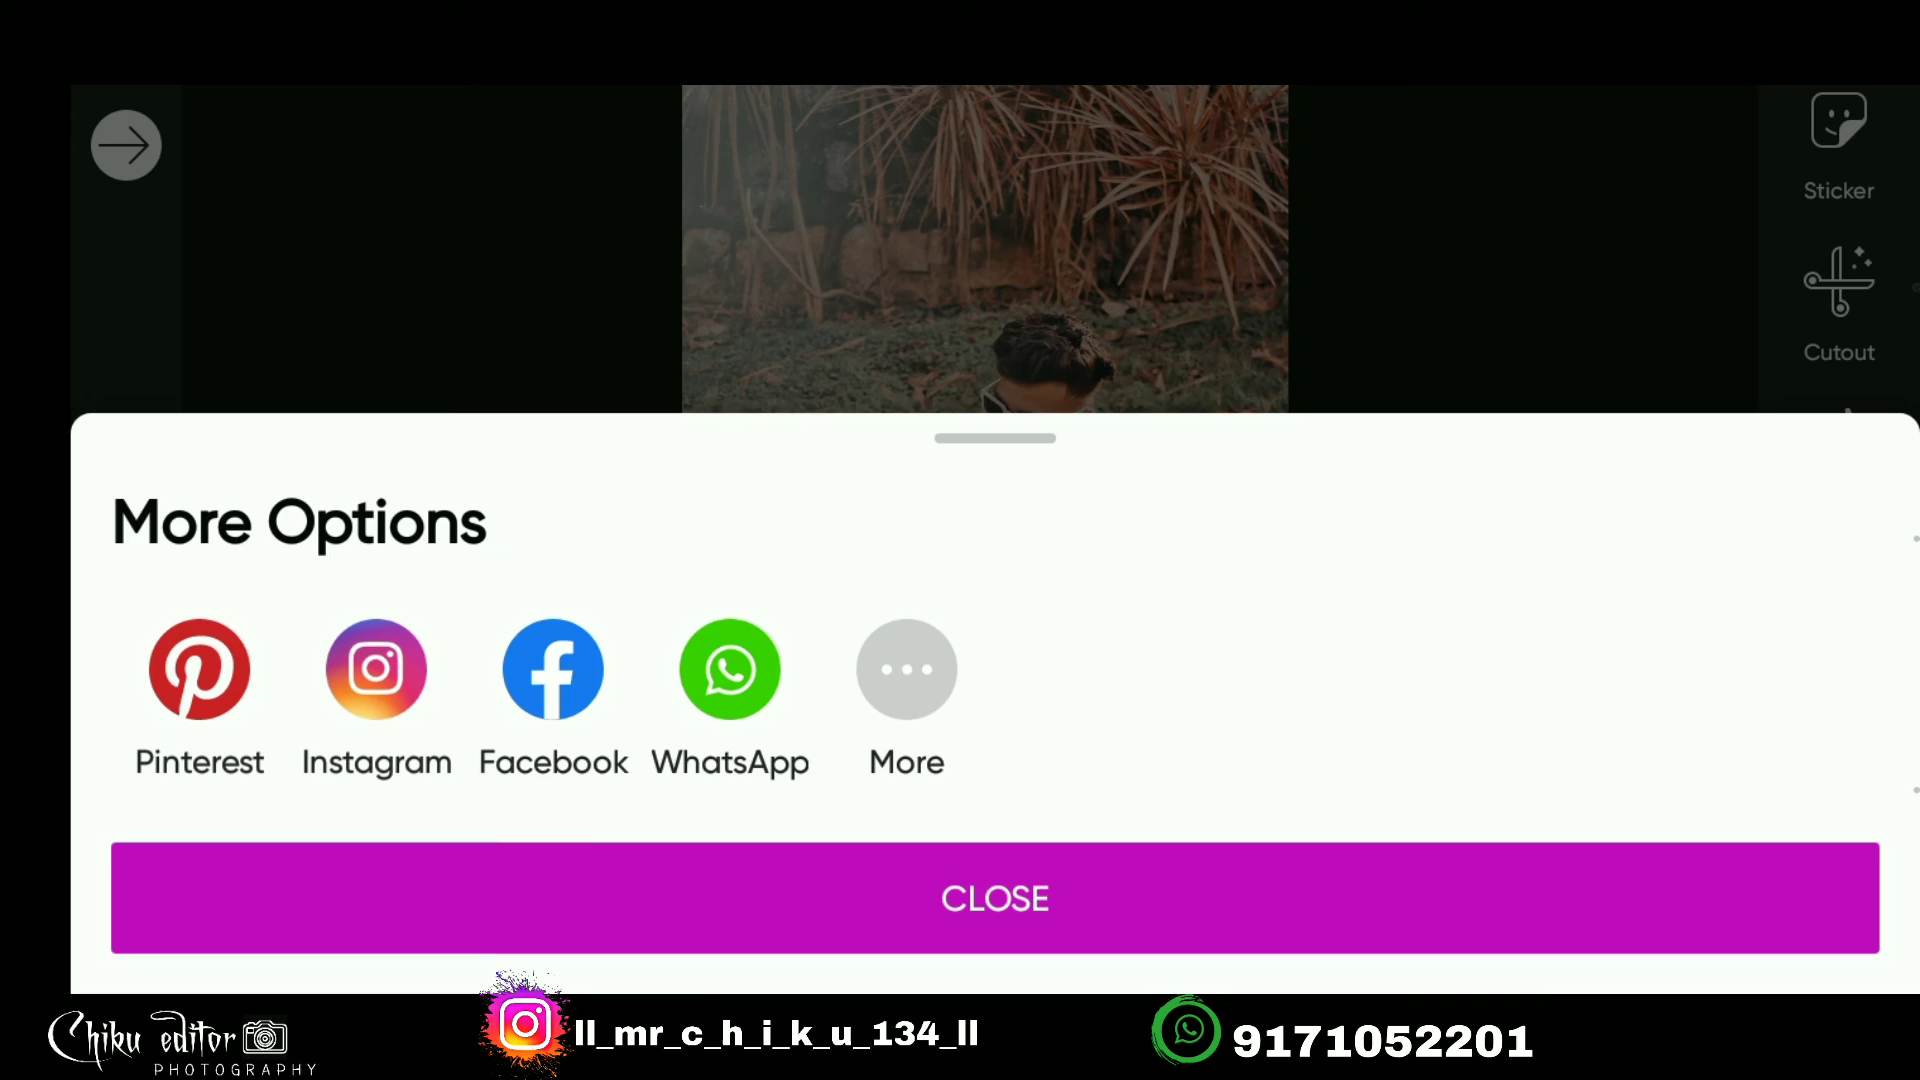 Sticker
Cutout
More Options
Pinterest Instagram Facebook WhatsApp More
CLOSE
Chiku editor
PHOTOGRAPHY
ll_mr_c_h_i_k_u_134_ll
9171052201